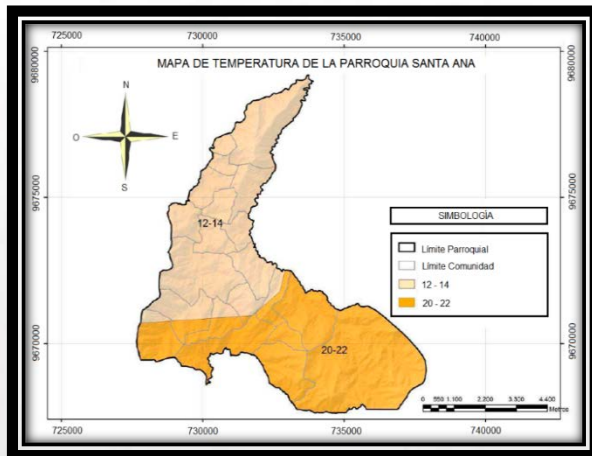 725000 730000 735000 740000
9680000
9680000
MAPA DE TEMPERATURA DE LA PARROQUIA SANTA ANA
N
O E
S
9675000
9675000
12-14
SIMBOLOGÍA
Límite Parroquial
Límite Comunidad
12 - 14
20 - 22
9670000
9670000
20-22
0 550 1.100 2.200 3.300 4.400
Metros
725000 730000 735000 740000